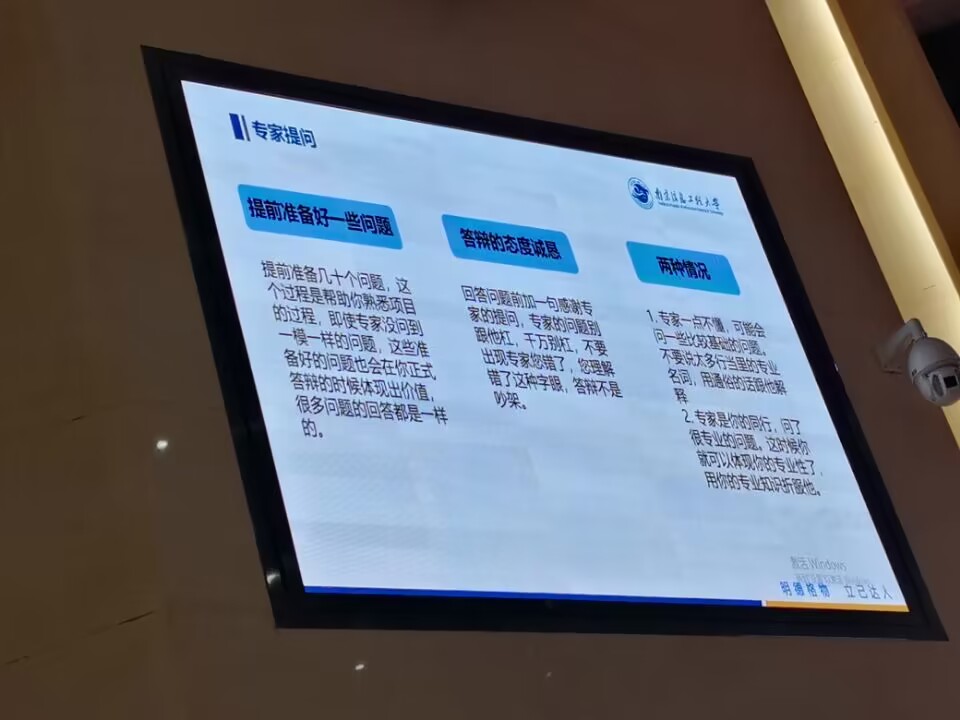 专家提问
南京信息工程大学
提前准备好一些问题
提前准备几十个问题，这
个过程是帮助你熟悉项目
的过程，即使专家没问到
一模一样的问题，这些准
备好的问题也会在你正式
答辩的时候体现出价值，
很多问题的回答都是一样
的。
答辩的态度诚恳
回答问题前加一句感谢专
家的提问，专家的问题别
跟他杠，千万别杠，不要
出现专家您错了，您理解
错了这种字眼，答辩不是
吵架。
两种情况
1. 专家一点不懂，可能会
问一些比较基础的问题。
不要说太多行当里的专业
名词，用通俗的话跟他解
释
2. 专家是你的同行，问了
很专业的问题。这时候你
就可以体现你的专业性了，
用你的专业知识折服他。
激活 Windows
明德格物 立己达人